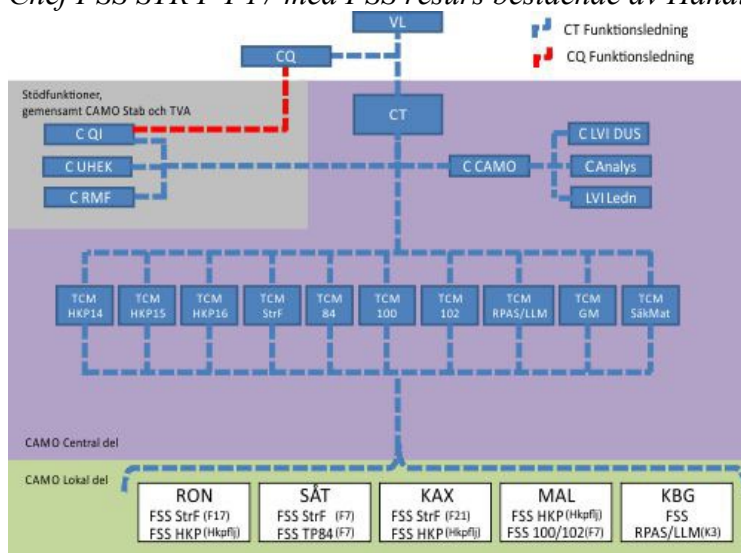 Chef FSS STRF F17 med FSS resurs bestående av Hand
VL
CT Funktionsledning
CQ
CQ Funktionsledning
Stödfunktioner,
gemensamt CAMO Stab och TVA
CT
C QI
C LVI DUS
C UHEK
C CAMO
C Analys
C RMF
LVI Ledn
TCM
HKP14
TCM
HKP15
TCM
HKP16
TCM
StrF
TCM
84
TCM
100
TCM
102
TCM
RPAS/LLM
TCM
GM
TCM
SäkMat
CAMO Central del
CAMO Lokal del
RON
FSS StrF (F17)
FSS HKP (Hkpflj)
SÅT
FSS StrF (F7)
FSS TP84 (F7)
KAX
FSS StrF (F21)
FSS HKP (Hkpflj)
MAL
FSS HKP (Hkpflj)
FSS 100/102 (F7)
KBG
FSS
RPAS/LLM (K3)